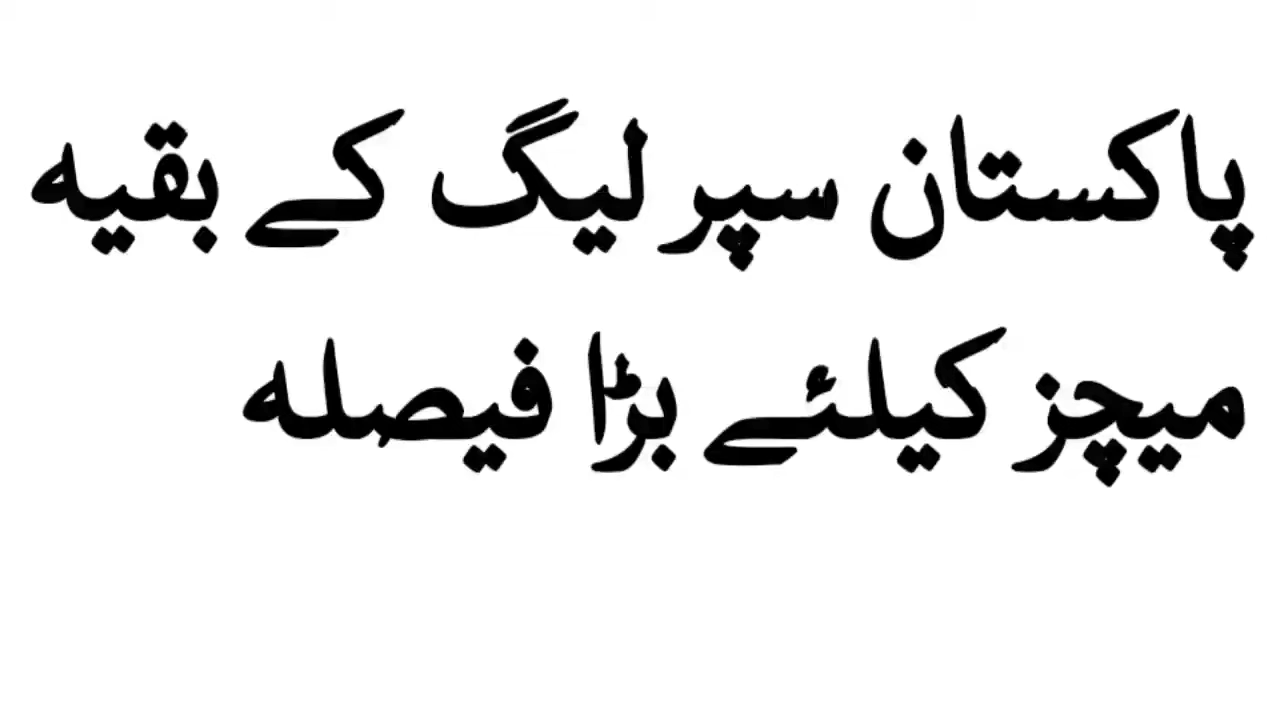 پاکستان سپر لیگ کے بقیہ
میچز کیلئے بڑا فیصلہ